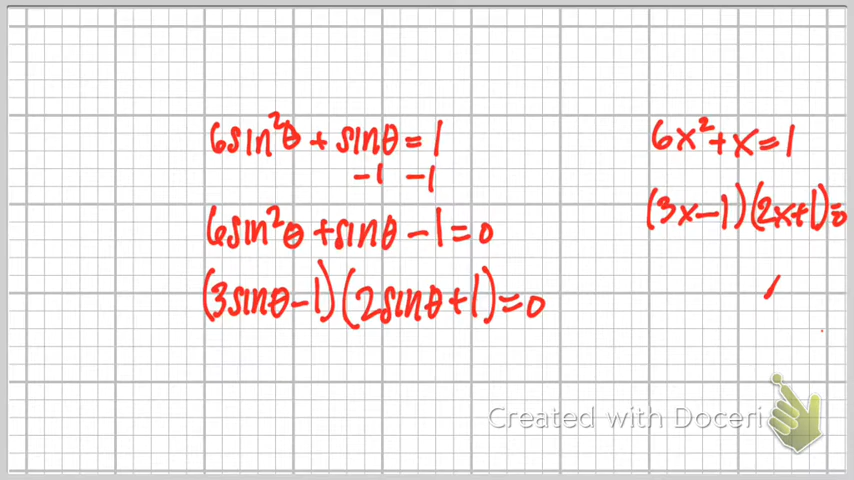 6sin²θ + sinθ = 1
-1 -1
6sin²θ + sinθ - 1 = 0
(3sinθ - 1)(2sinθ + 1) = 0
6x² + x = 1
(3x - 1)(2x + 1) = 0
Created with Doceri